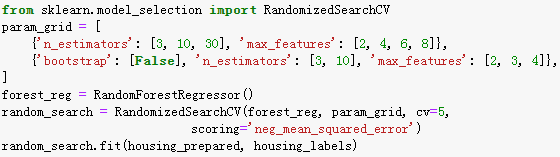 from sklearn.model_selection import RandomizedSearchCV
param_grid = [
    {'n_estimators': [3, 10, 30], 'max_features': [2, 4, 6, 8]},
    {'bootstrap': [False], 'n_estimators': [3, 10], 'max_features': [2, 3, 4]},
]
forest_reg = RandomForestRegressor()
random_search = RandomizedSearchCV(forest_reg, param_grid, cv=5,
                          scoring='neg_mean_squared_error')
random_search.fit(housing_prepared, housing_labels)